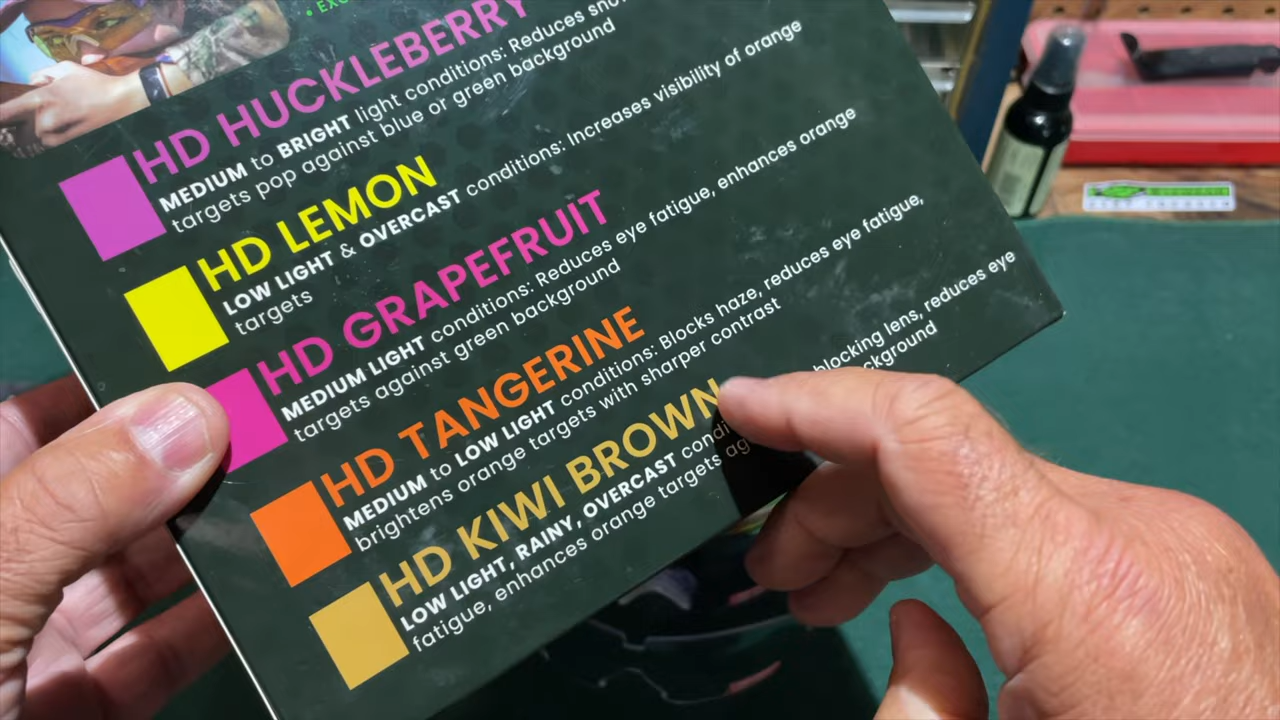 HD HUCKLEBERRY
MEDIUM to BRIGHT light conditions: Reduces
targets pop against blue or green background
HD LEMON
LOW LIGHT & OVERCAST conditions: Increases visibility of orange
targets
HD GRAPEFRUIT
MEDIUM LIGHT conditions: Reduces eye fatigue, enhances orange
targets against green background
HD TANGERINE
MEDIUM to LOW LIGHT conditions: Blocks haze, reduces eye fatigue,
brightens orange targets with sharper contrast
HD KIWI BROWN
LOW LIGHT, RAINY, OVERCAST blocking lens, reduces eye
fatigue, enhances orange targets